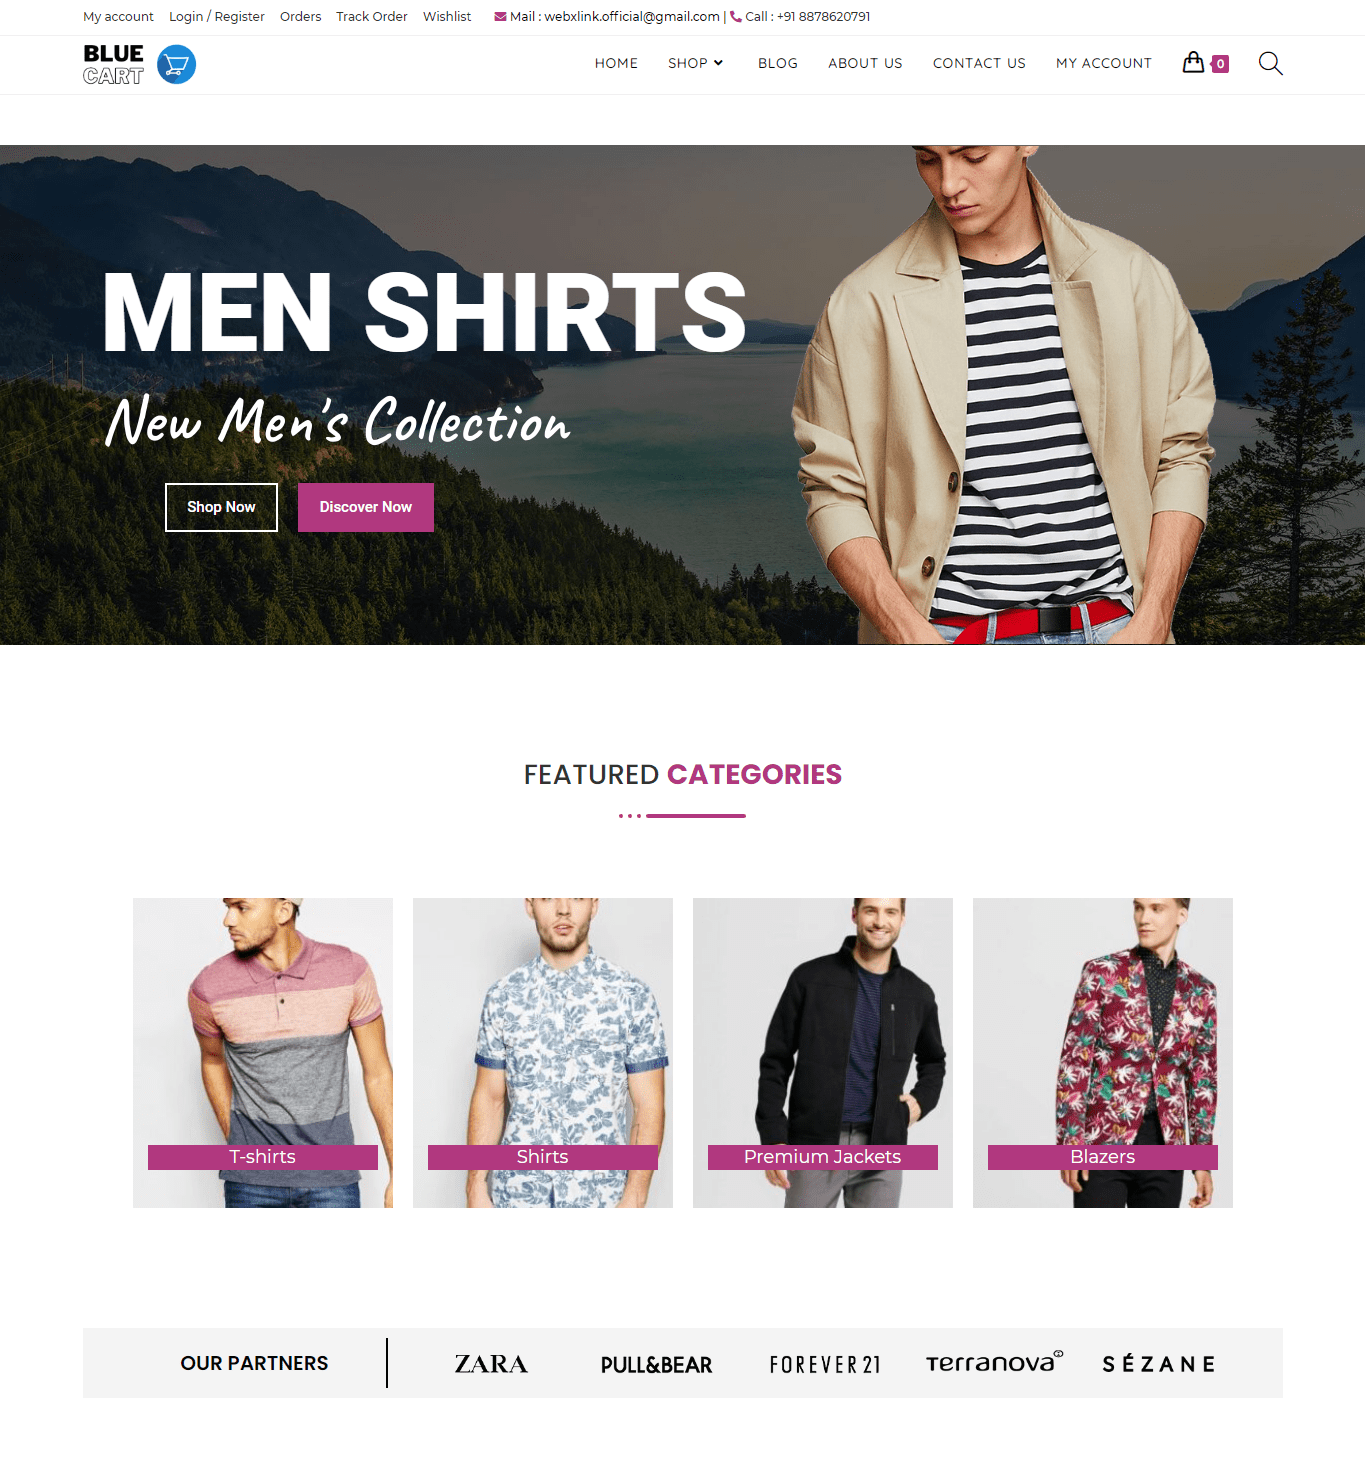 My account Login / Register Orders Track Order Wishlist Mail : webxlink.official@gmail.com | Call : +91 8878620791
BLUE
CART
HOME SHOP BLOG ABOUT US CONTACT US MY ACCOUNT 0
MEN SHIRTS
New Men's Collection
Shop Now Discover Now
FEATURED CATEGORIES
T-shirts Shirts Premium Jackets Blazers
OUR PARTNERS ZARA PULL&BEAR FOREVER 21 Terranova SÉZANE